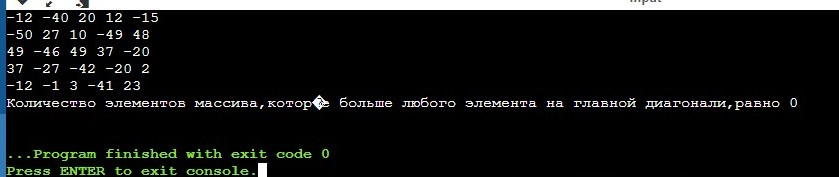 -12 -40 20 12 -15
-50 27 10 -49 48
49 -46 49 37 -20
37 -27 -42 -20 2
-12 -1 3 -41 23
Количество элементов массива,котор�е больше любого элемента на главной диагонали,равно 0
...Program finished with exit code 0
Press ENTER to exit console.